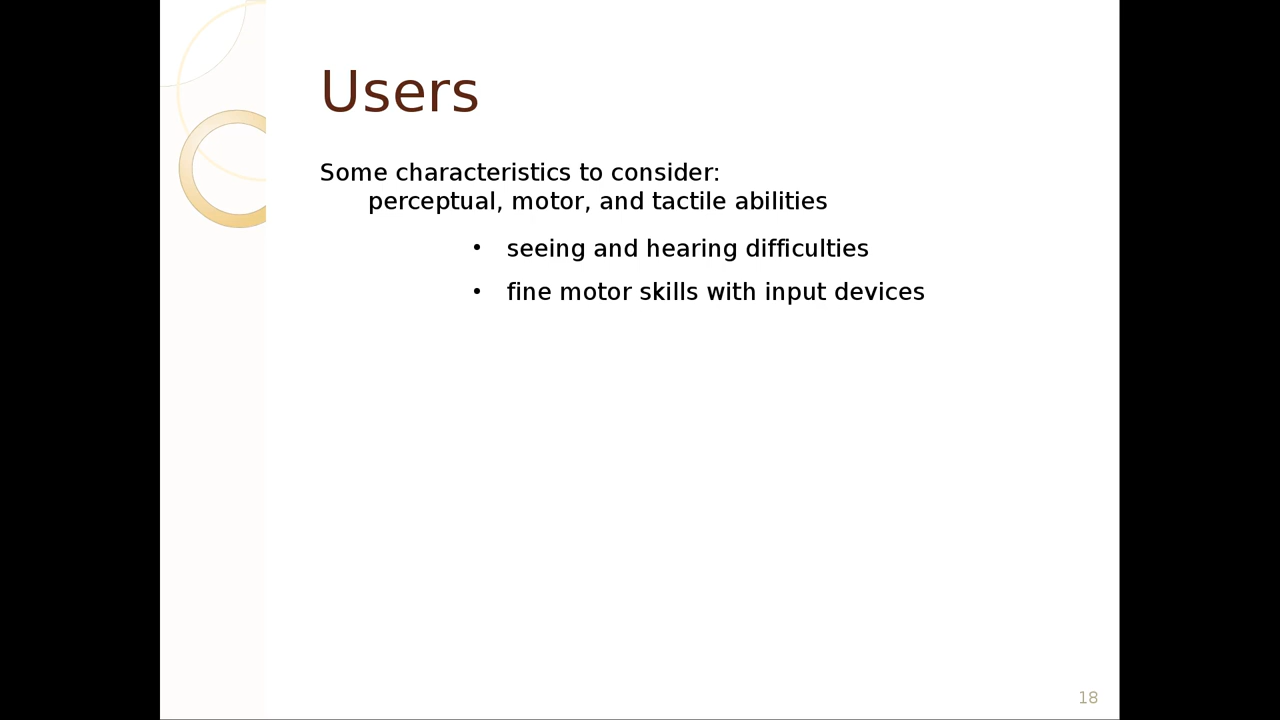 Users
Some characteristics to consider:
perceptual, motor, and tactile abilities
• seeing and hearing difficulties
• fine motor skills with input devices
18